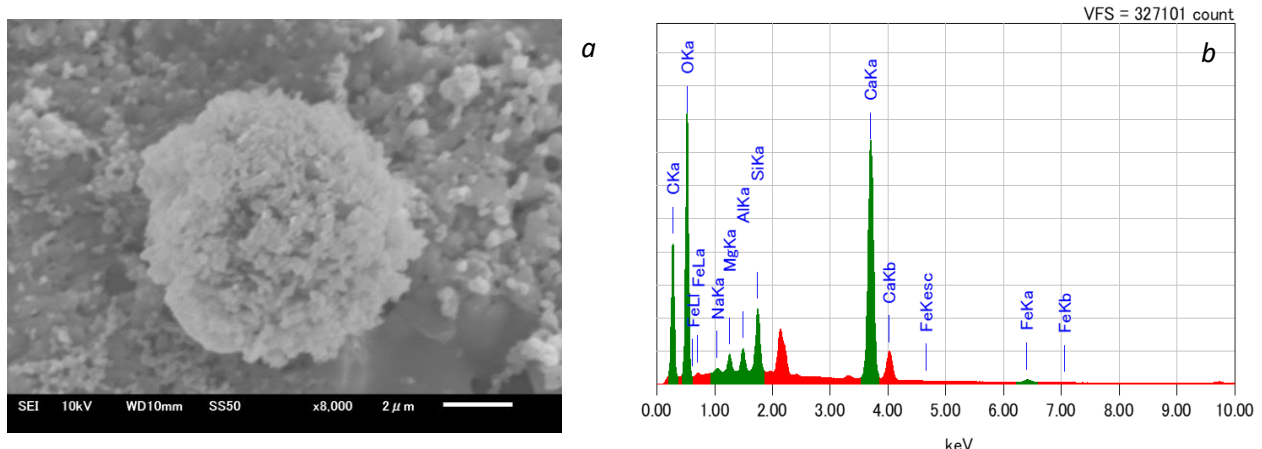 a
SEI 10kV WD10mm SS50 x8,000 2μm
VFS = 327101 count
b
CKa
OKa
FeLl
FeLa
NaKa
MgKa
AlKa
SiKa
CaKa
CaKb
FeKesc
FeKa
FeKb
0.00 1.00 2.00 3.00 4.00 5.00 6.00 7.00 8.00 9.00 10.00
keV